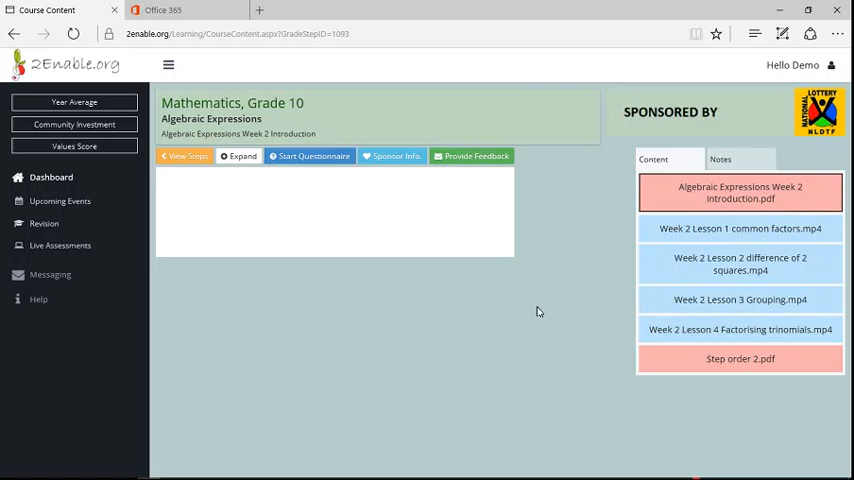 Course Content
Office 365
2enable.org/Learning/CourseContent.aspx?GradeStepID=1093
2Enable.org
Hello Demo
Year Average
Community Investment
Values Score
Dashboard
Upcoming Events
Revision
Live Assessments
Messaging
Help
Mathematics, Grade 10
Algebraic Expressions
Algebraic Expressions Week 2 Introduction
View Steps
Expand
Start Questionnaire
Sponsor Info.
Provide Feedback
SPONSORED BY
NATIONAL
LOTTERY
NLDTF
Content
Notes
Algebraic Expressions Week 2
Introduction.pdf
Week 2 Lesson 1 common factors.mp4
Week 2 Lesson 2 difference of 2
squares.mp4
Week 2 Lesson 3 Grouping.mp4
Week 2 Lesson 4 Factorising trinomials.mp4
Step order 2.pdf